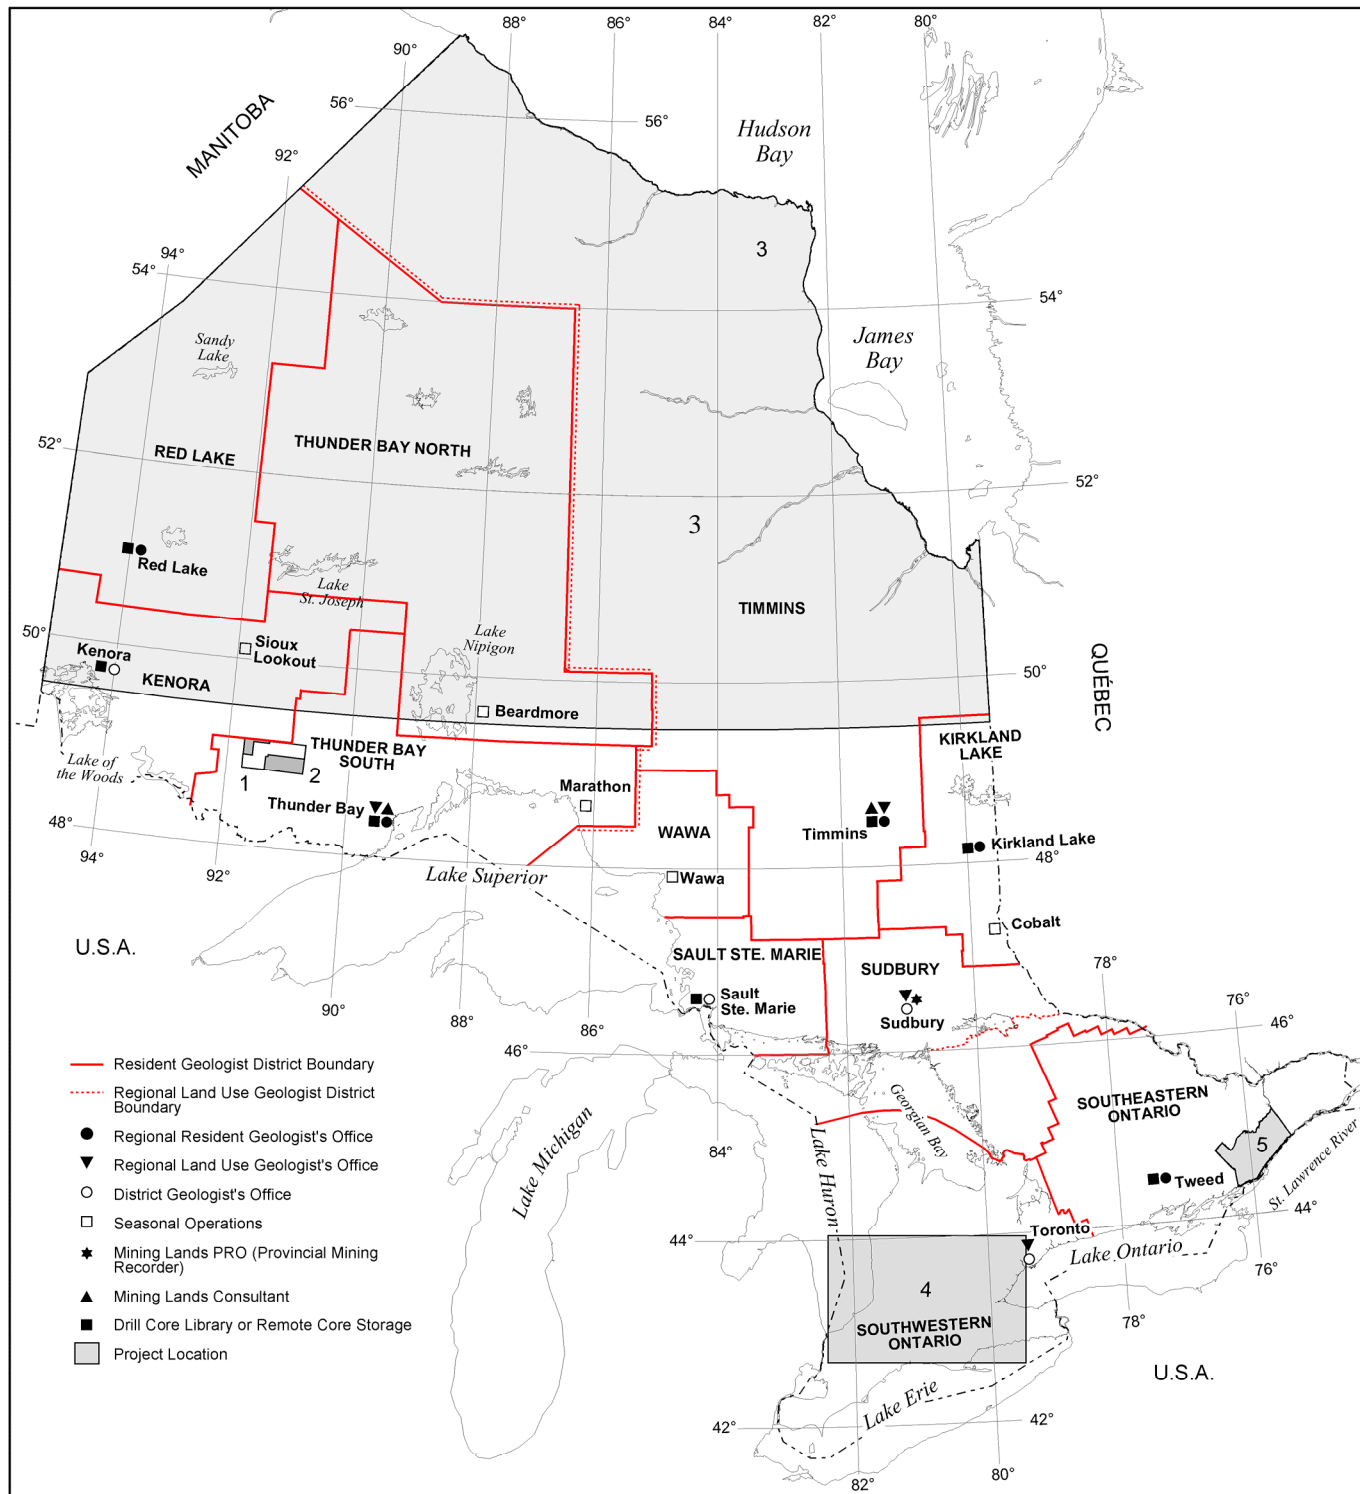 88°
86°
84°
82°
80°
90°
56°
56°
MANITOBA
Hudson
Bay
92°
3
94°
54°
54°
Sandy
Lake
James
Bay
52°
RED LAKE
THUNDER BAY NORTH
52°
3
Red Lake
Lake
St. Joseph
TIMMINS
50°
Kenora
Sioux
Lookout
Lake
Nipigon
QUÉBEC
50°
KENORA
Beardmore
KIRKLAND
LAKE
THUNDER BAY
SOUTH
Lake of
the Woods
1
2
Marathon
Thunder Bay
48°
WAWA
Timmins
Kirkland Lake
48°
94°
92°
Lake Superior
Wawa
Cobalt
U.S.A.
SAULT STE. MARIE
SUDBURY
78°
Sault
Ste. Marie
Sudbury
76°
46°
90°
88°
86°
46°
Resident Geologist District Boundary
Regional Land Use Geologist District
Boundary
Regional Resident Geologist's Office
Regional Land Use Geologist's Office
District Geologist's Office
Seasonal Operations
Mining Lands PRO (Provincial Mining
Recorder)
Mining Lands Consultant
Drill Core Library or Remote Core Storage
Project Location
Lake Michigan
84°
Lake Huron
Georgian Bay
SOUTHEASTERN
ONTARIO
5
Tweed
St. Lawrence River
44°
44°
Toronto
Lake Ontario
76°
4
SOUTHWESTERN
ONTARIO
78°
U.S.A.
Lake Erie
42°
42°
82°
80°